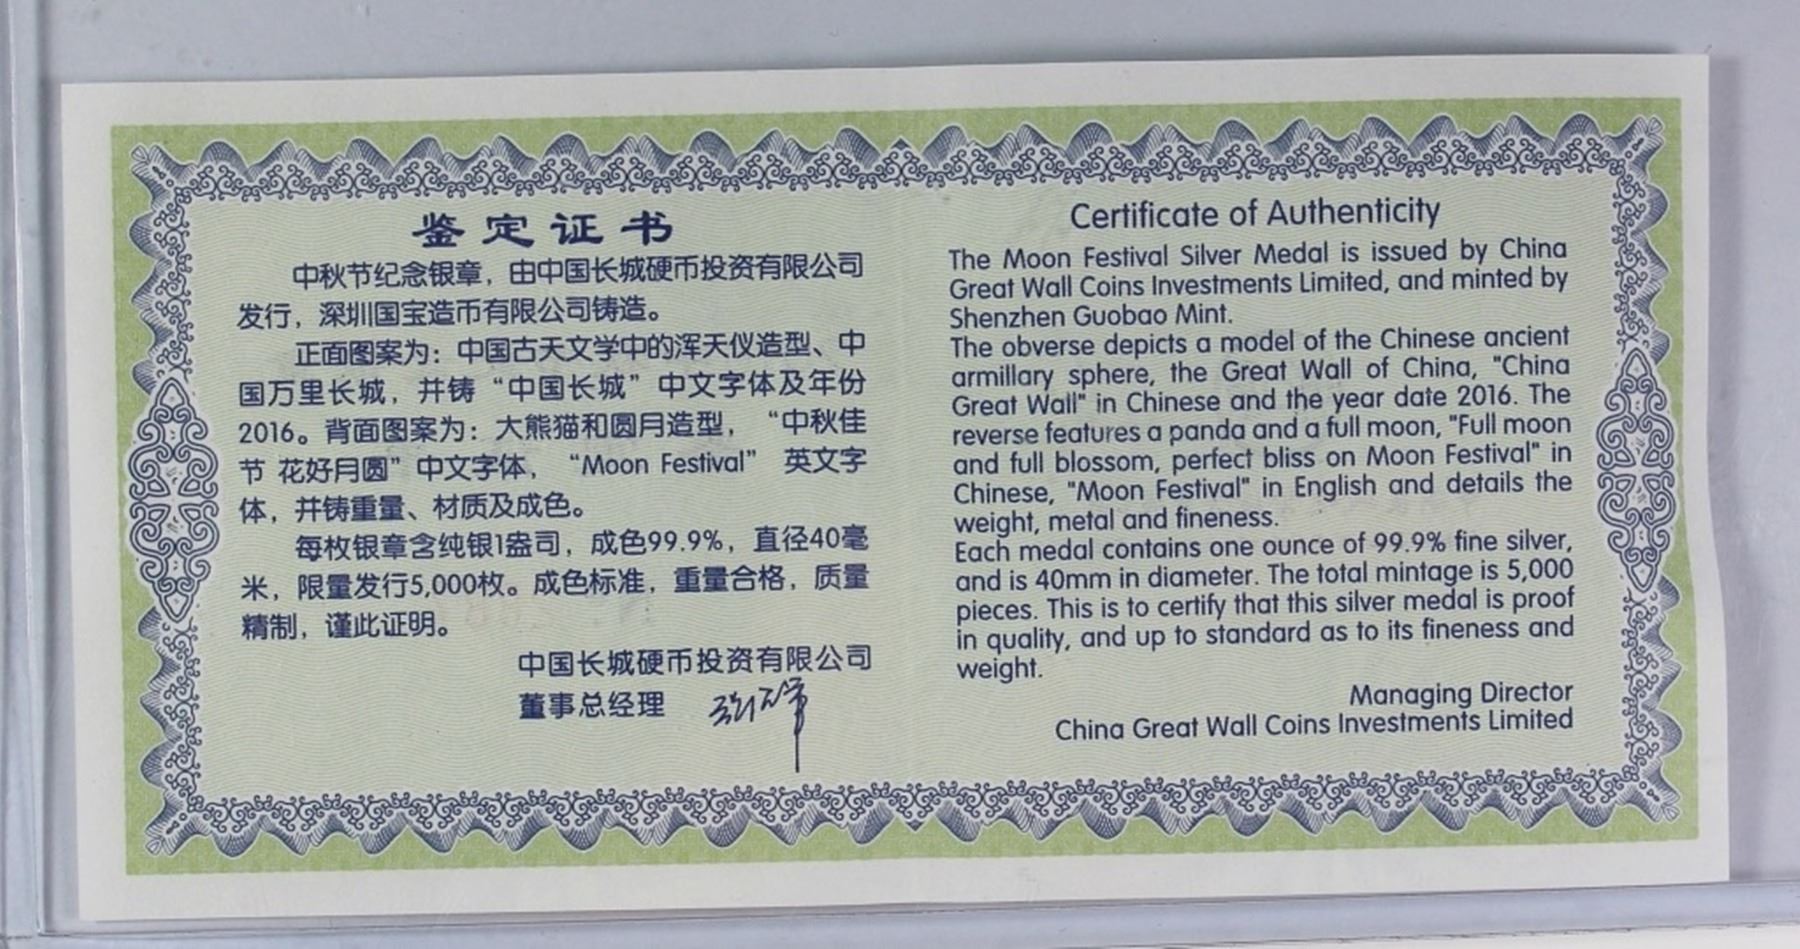 鉴定证书
中秋节纪念银章，由中国长城硬币投资有限公司
发行，深圳国宝造币有限公司铸造。
正面图案为：中国古天文学中的浑天仪造型、中
国万里长城，并铸“中国长城”中文字体及年份
2016。背面图案为：大熊猫和圆月造型，“中秋佳
节 花好月圆”中文字体，“Moon Festival” 英文字
体，并铸重量、材质及成色。
每枚银章含纯银1盎司，成色99.9%，直径40毫
米，限量发行5,000枚。成色标准，重量合格，质量
精制，谨此证明。
中国长城硬币投资有限公司
董事总经理
Certificate of Authenticity
The Moon Festival Silver Medal is issued by China
Great Wall Coins Investments Limited, and minted by
Shenzhen Guobao Mint.
The obverse depicts a model of the Chinese ancient
armillary sphere, the Great Wall of China, "China
Great Wall" in Chinese and the year date 2016. The
reverse features a panda and a full moon, "Full moon
and full blossom, perfect bliss on Moon Festival" in
Chinese, "Moon Festival" in English and details the
weight, metal and fineness.
Each medal contains one ounce of 99.9% fine silver,
and is 40mm in diameter. The total mintage is 5,000
pieces. This is to certify that this silver medal is proof
in quality, and up to standard as to its fineness and
weight.
Managing Director
China Great Wall Coins Investments Limited